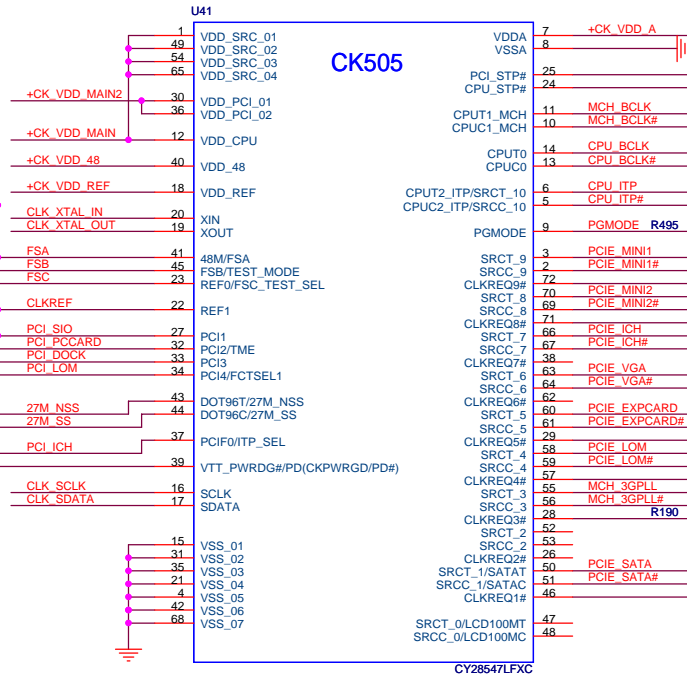 U41
CK505
1 VDD_SRC_01
49 VDD_SRC_02
54 VDD_SRC_03
65 VDD_SRC_04
+CK_VDD_MAIN2 30 VDD_PCI_01
36 VDD_PCI_02
+CK_VDD_MAIN 12 VDD_CPU
+CK_VDD_48 40 VDD_48
+CK_VDD_REF 18 VDD_REF
CLK_XTAL_IN 20 XIN
CLK_XTAL_OUT 19 XOUT
FSA 41 48M/FSA
FSB 45 FSB/TEST_MODE
FSC 23 REF0/FSC_TEST_SEL
CLKREF 22 REF1
PCI_SIO 27 PCI1
PCI_PCCARD 32 PCI2/TME
PCI_DOCK 33 PCI3
PCI_LOM 34 PCI4/FCTSEL1
27M_NSS 43 DOT96T/27M_NSS
27M_SS 44 DOT96C/27M_SS
PCI_ICH 37 PCIF0/ITP_SEL
39 VTT_PWRDG#/PD(CKPWRGD/PD#)
CLK_SCLK 16 SCLK
CLK_SDATA 17 SDATA
15 VSS_01
31 VSS_02
35 VSS_03
21 VSS_04
4 VSS_05
42 VSS_06
68 VSS_07
VDDA 7 +CK_VDD_A
VSSA 8
PCI_STP# 25
CPU_STP# 24
CPUT1_MCH 11 MCH_BCLK
CPUC1_MCH 10 MCH_BCLK#
CPUT0 14 CPU_BCLK
CPUC0 13 CPU_BCLK#
CPUT2_ITP/SRCT_10 6 CPU_ITP
CPUC2_ITP/SRCC_10 5 CPU_ITP#
PGMODE 9 PGMODE R495
SRCT_9 3 PCIE_MINI1
SRCC_9 2 PCIE_MINI1#
CLKREQ9# 72
SRCT_8 70 PCIE_MINI2
SRCC_8 69 PCIE_MINI2#
CLKREQ8# 71
SRCT_7 66 PCIE_ICH
SRCC_7 67 PCIE_ICH#
CLKREQ7# 38
SRCT_6 63 PCIE_VGA
SRCC_6 64 PCIE_VGA#
CLKREQ6# 62
SRCT_5 60 PCIE_EXPCARD
SRCC_5 61 PCIE_EXPCARD#
CLKREQ5# 29
SRCT_4 58 PCIE_LOM
SRCC_4 59 PCIE_LOM#
CLKREQ4# 57
SRCT_3 55 MCH_3GPLL
SRCC_3 56 MCH_3GPLL#
CLKREQ3# 28 R190
SRCT_2 52
SRCC_2 53
CLKREQ2# 26
SRCT_1/SATAT 50 PCIE_SATA
SRCC_1/SATAC 51 PCIE_SATA#
CLKREQ1# 46
SRCT_0/LCD100MT 47
SRCC_0/LCD100MC 48
CY28547LFXC